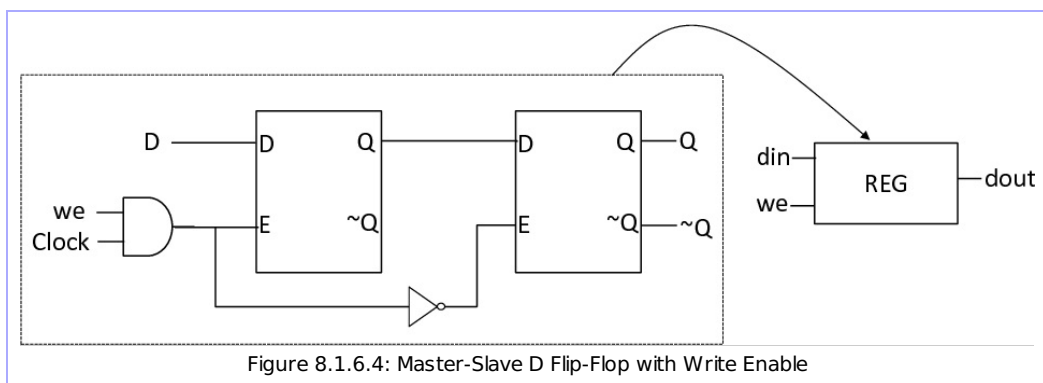 D
D
Q
D
Q
Q
we
Clock
E
~Q
E
~Q
~Q
din
we
REG
dout
Figure 8.1.6.4: Master-Slave D Flip-Flop with Write Enable